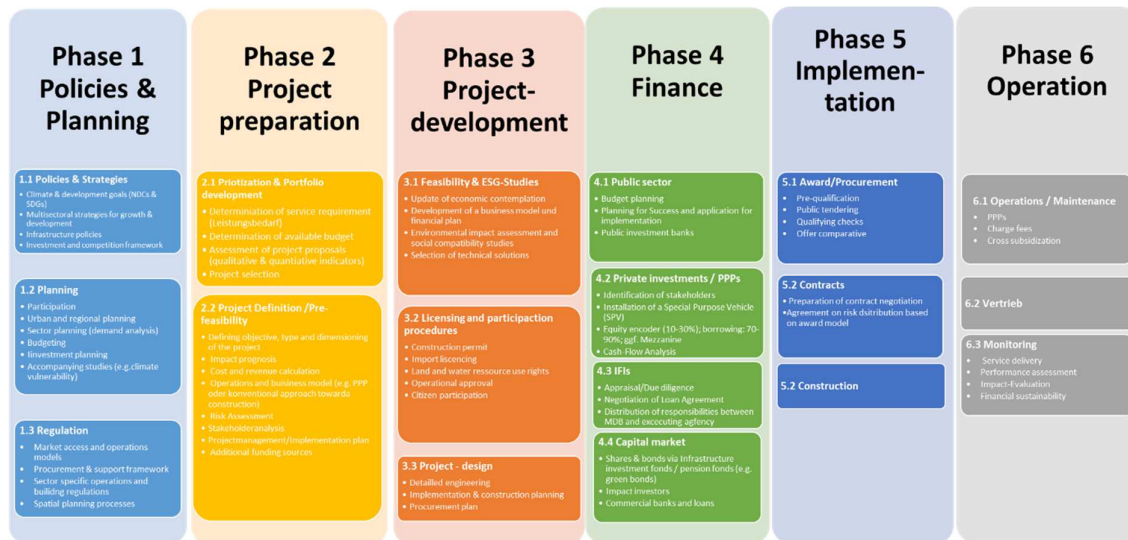 Phase 1
Policies &
Planning
1.1 Policies & Strategies
• Climate & development goals (NDCs &
SDGs)
• Multisectoral strategies for growth &
development
• Infrastructure policies
• Investment and competition framework
1.2 Planning
• Participation
• Urban and regional planning
• Sector planning (demand analysis)
• Budgeting
• Iinvestment planning
• Accompanying studies (e.g.climate
vulnerability)
1.3 Regulation
• Market access and operations
models
• Procurement & support framework
• Sector specific operations and
builidng regulations
• Spatial planning processes
Phase 2
Project
preparation
2.1 Priotization & Portfolio
development
• Determination of service requirement
(Leistungsbedarf)
• Determination of available budget
• Assessment of project proposals
(qualitative & quantiative indicators)
• Project selection
2.2 Project Definition /Pre-
feasibility
• Defining objective, type and dimensioning
of the project
• Impact prognosis
• Cost and revenue calculation
• Operations and buisiness model (e.g. PPP
oder konventional approach towarda
construction)
• Risk Assessment
• Stakeholderanalysis
• Projectmanagement/Implementation plan
• Additional funding sources
Phase 3
Project-
development
3.1 Feasibility & ESG-Studies
• Update of economic contemplation
• Development of a business model und
financial plan
• Environmental impact assessment and
social compatibility studies
• Selection of technical solutions
3.2 Licensing and participaction
procedures
• Construction permit
• Import liscencing
• Land and water ressource use rights
• Operational approval
• Citizen participation
3.3 Project - design
• Detailled engineering
• Implementation & construction planning
• Procurement plan
Phase 4
Finance
4.1 Public sector
• Budget planning
• Planning for Success and application for
implementation
• Public investment banks
4.2 Private investments / PPPs
• Identification of stakeholders
• Installation of a Special Purpose Vehicle
(SPV)
• Equity encoder (10-30%); borrowing: 70-
90%; ggf. Mezzanine
• Cash-Flow Analysis
4.3 IFIs
• Appraisal/Due diligence
• Negotiation of Loan Agreement
• Distribution of responsibilities between
MDB and excecuting agfency
4.4 Capital market
• Shares & bonds via Infrastructure
investment funds / pension funds (e.g.
green bonds)
• Impact investors
• Commercial banks and loans
Phase 5
Implemen-
tation
5.1 Award/Procurement
• Pre-qualification
• Public tendering
• Qualifying checks
• Offer comparative
5.2 Contracts
• Preparation of contract negotiation
•Agreement on risk dsitribution based
on award model
5.2 Construction
Phase 6
Operation
6.1 Operations / Maintenance
• PPPs
• Charge fees
• Cross subsidization
6.2 Vertrieb
6.3 Monitoring
• Service delivery
• Performance assessment
• Impact-Evaluation
• Financial sustainability